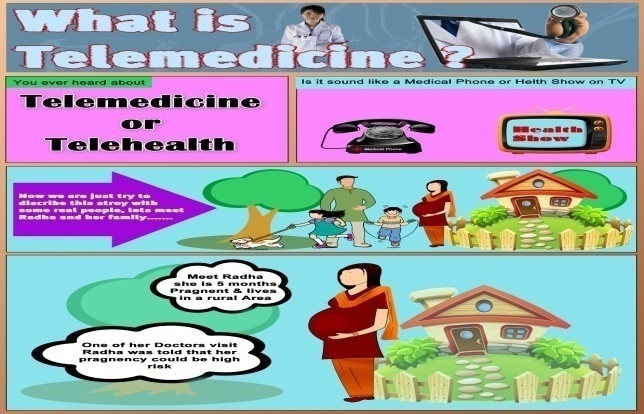 What is
Telemedicine ?
You ever heard about
Telemedicine
or
Telehealth
Is it sound like a Medical Phone or Helth Show on TV
Medical Phone
Health
Show
Now we are just try to
discribe this stroy with
some real people, lets meet
Radha and her family.......
Meet Radha
she is 5 months
Pragnent & lives
in a rural Area
One of her Doctors visit
Radha was told that her
pragnency could be high
risk